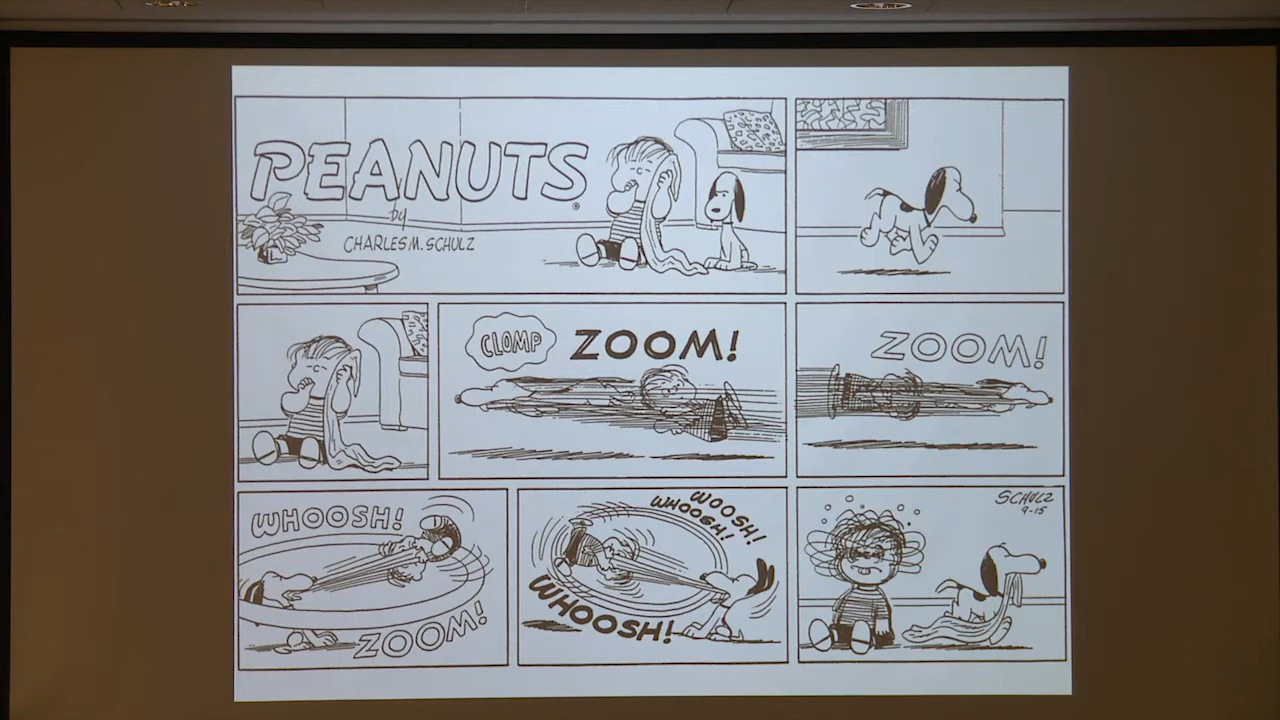 PEANUTS
®
by
CHARLES M. SCHULZ
CLOMP
ZOOM!
ZOOM!
WHOOSH!
ZOOM!
WOOSH!
WHOOSH!
WHOOSH!
SCHULZ
9-15